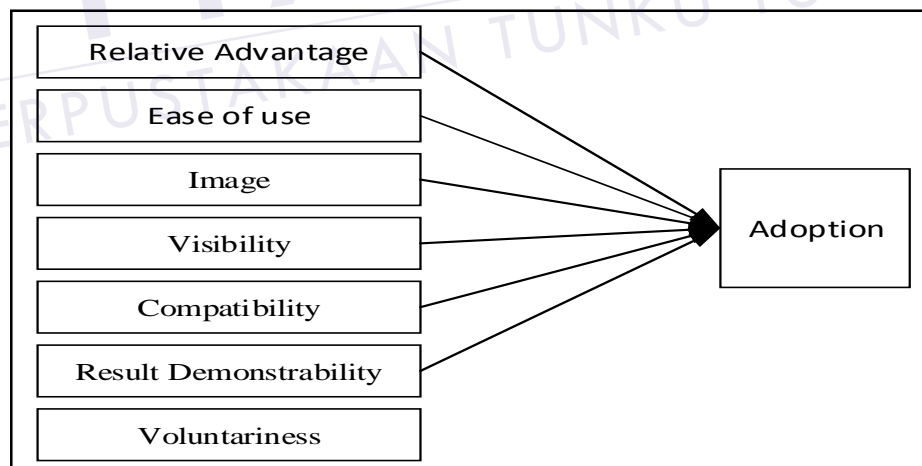 Relative Advantage
Ease of use
Image
Visibility
Compatibility
Result Demonstrability
Voluntariness
Adoption